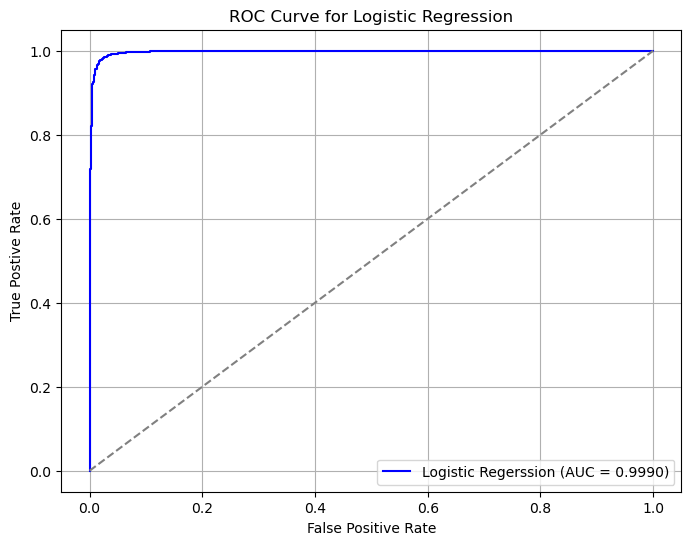 ROC Curve for Logistic Regression
1.0
0.8
0.6
0.4
0.2
0.0
True Postive Rate
Logistic Regerssion (AUC = 0.9990)
0.0 0.2 0.4 0.6 0.8 1.0
False Positive Rate